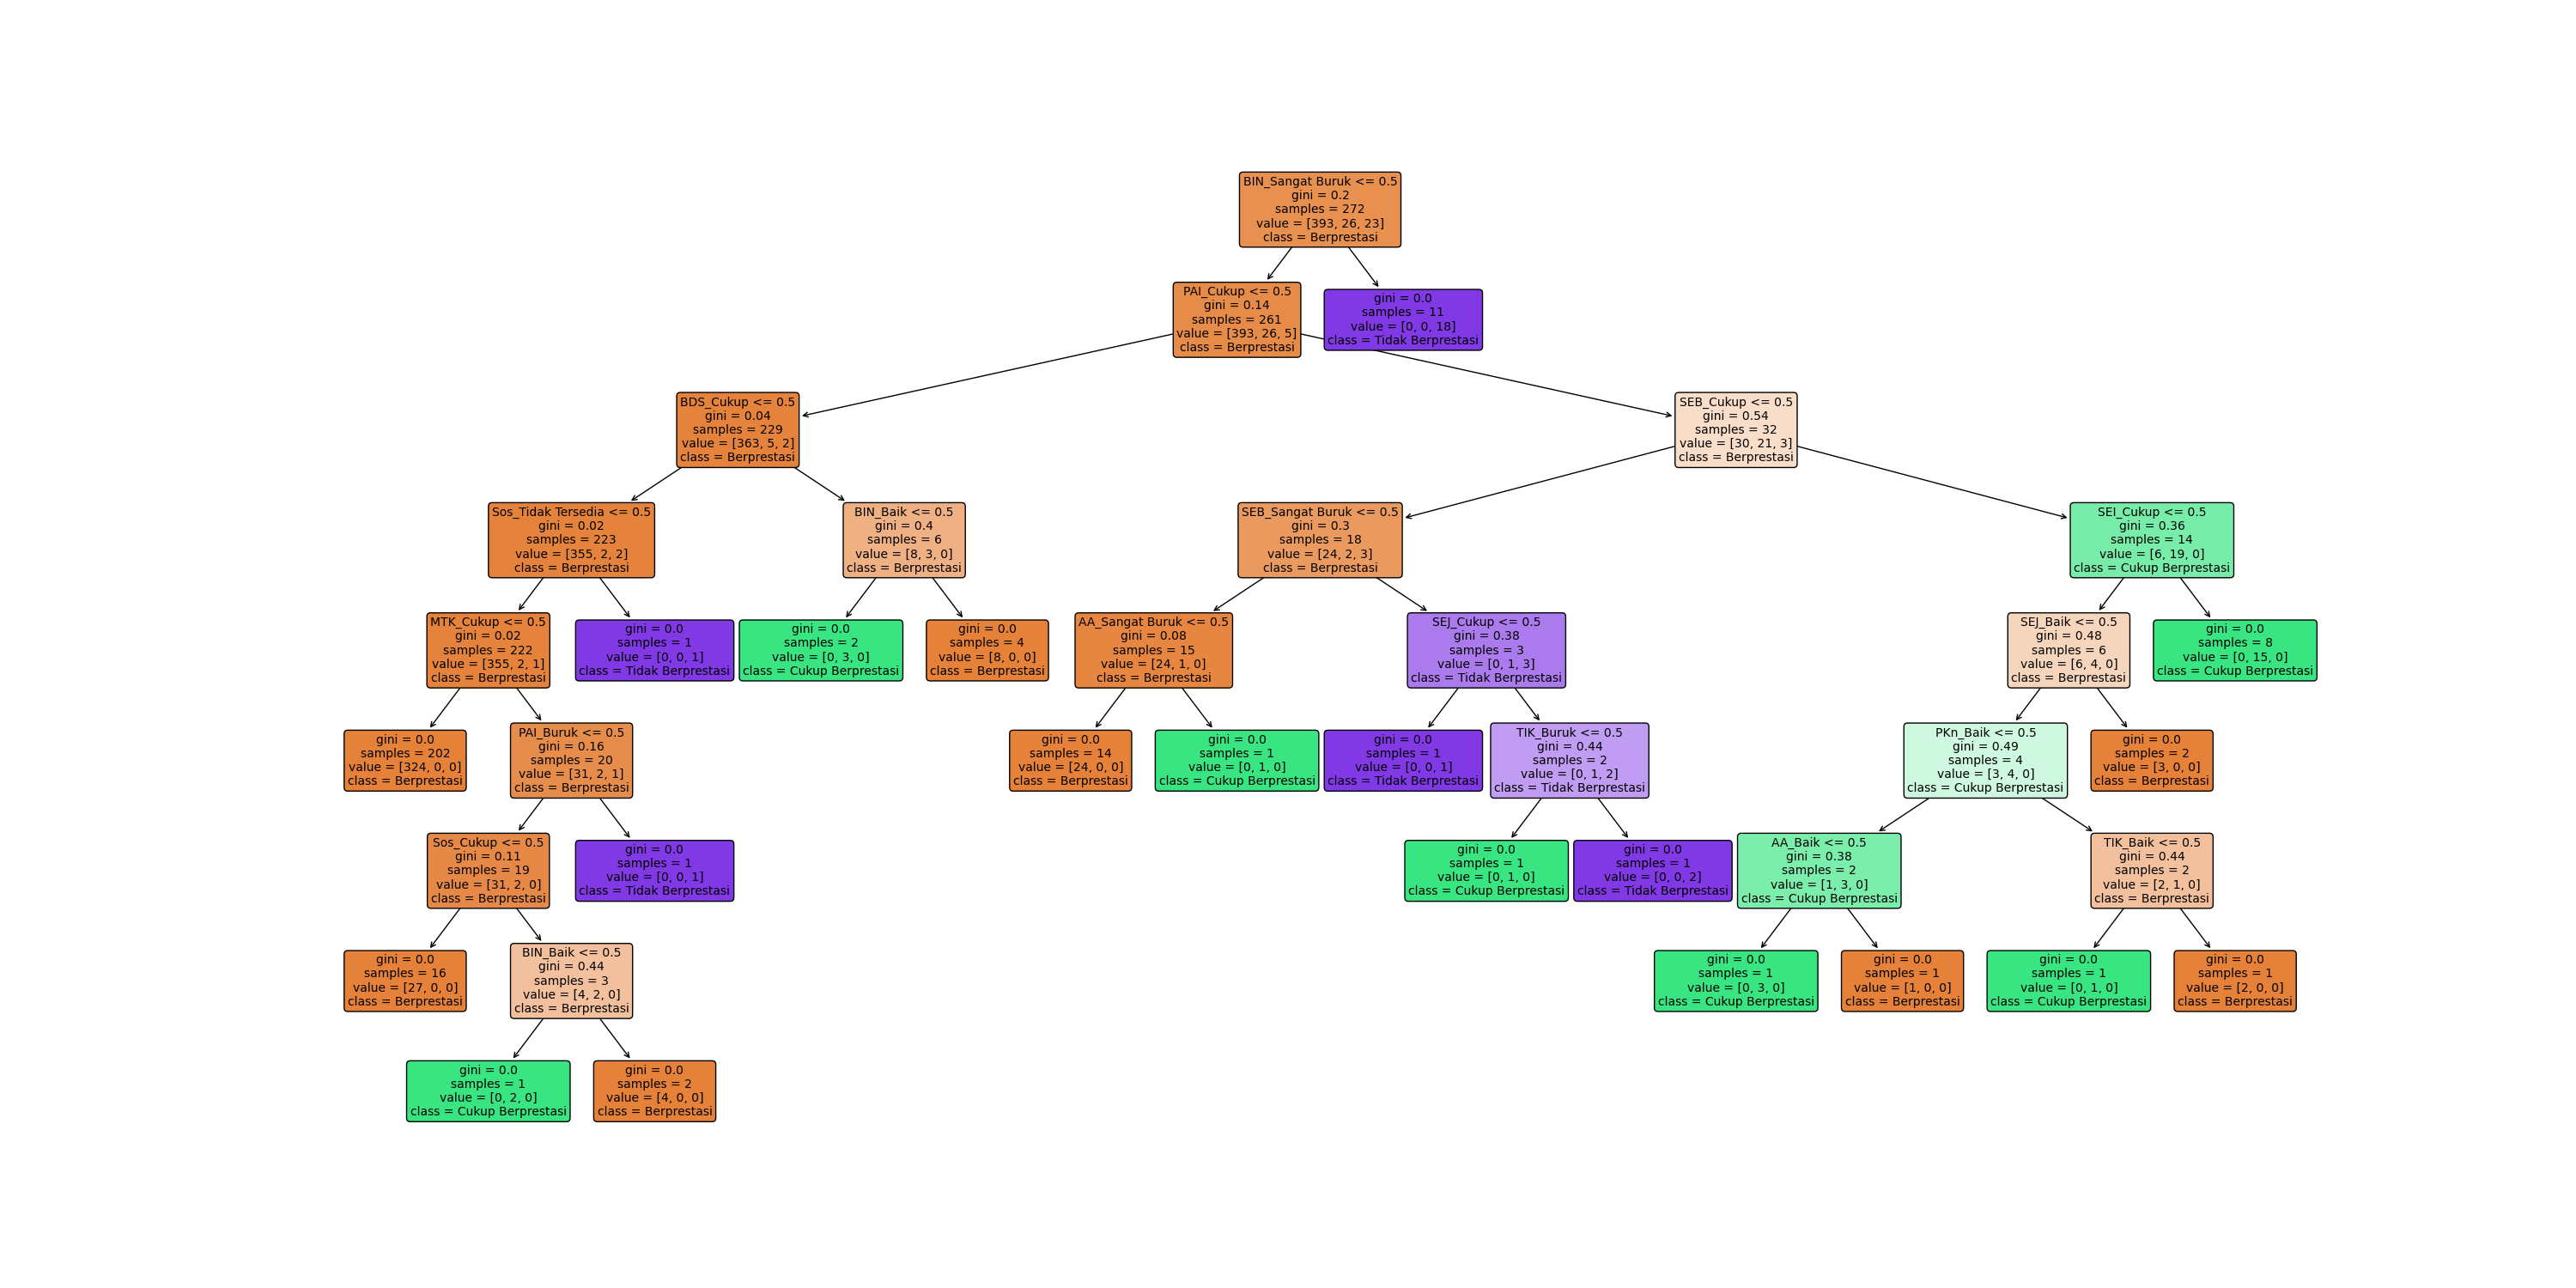 BIN_Sangat Buruk <= 0.5
gini = 0.2
samples = 272
value = [393, 26, 23]
class = Berprestasi
PAI_Cukup <= 0.5
gini = 0.14
samples = 261
value = [393, 26, 5]
class = Berprestasi
gini = 0.0
samples = 11
value = [0, 0, 18]
class = Tidak Berprestasi
BDS_Cukup <= 0.5
gini = 0.04
samples = 229
value = [363, 5, 2]
class = Berprestasi
SEB_Cukup <= 0.5
gini = 0.54
samples = 32
value = [30, 21, 3]
class = Berprestasi
Sos_Tidak Tersedia <= 0.5
gini = 0.02
samples = 223
value = [355, 2, 2]
class = Berprestasi
BIN_Baik <= 0.5
gini = 0.4
samples = 6
value = [8, 3, 0]
class = Berprestasi
SEB_Sangat Buruk <= 0.5
gini = 0.3
samples = 18
value = [24, 2, 3]
class = Berprestasi
SEI_Cukup <= 0.5
gini = 0.36
samples = 14
value = [6, 19, 0]
class = Cukup Berprestasi
MTK_Cukup <= 0.5
gini = 0.02
samples = 222
value = [355, 2, 1]
class = Berprestasi
gini = 0.0
samples = 1
value = [0, 0, 1]
class = Tidak Berprestasi
gini = 0.0
samples = 2
value = [0, 3, 0]
class = Cukup Berprestasi
gini = 0.0
samples = 4
value = [8, 0, 0]
class = Berprestasi
AA_Sangat Buruk <= 0.5
gini = 0.08
samples = 15
value = [24, 1, 0]
class = Berprestasi
SEJ_Cukup <= 0.5
gini = 0.38
samples = 3
value = [0, 1, 3]
class = Tidak Berprestasi
SEJ_Baik <= 0.5
gini = 0.48
samples = 6
value = [6, 4, 0]
class = Berprestasi
gini = 0.0
samples = 8
value = [0, 15, 0]
class = Cukup Berprestasi
gini = 0.0
samples = 202
value = [324, 0, 0]
class = Berprestasi
PAI_Buruk <= 0.5
gini = 0.16
samples = 20
value = [31, 2, 1]
class = Berprestasi
gini = 0.0
samples = 14
value = [24, 0, 0]
class = Berprestasi
gini = 0.0
samples = 1
value = [0, 1, 0]
class = Cukup Berprestasi
gini = 0.0
samples = 1
value = [0, 0, 1]
class = Tidak Berprestasi
TIK_Buruk <= 0.5
gini = 0.44
samples = 2
value = [0, 1, 2]
class = Tidak Berprestasi
PKn_Baik <= 0.5
gini = 0.49
samples = 4
value = [3, 4, 0]
class = Cukup Berprestasi
gini = 0.0
samples = 2
value = [3, 0, 0]
class = Berprestasi
Sos_Cukup <= 0.5
gini = 0.11
samples = 19
value = [31, 2, 0]
class = Berprestasi
gini = 0.0
samples = 1
value = [0, 0, 1]
class = Tidak Berprestasi
gini = 0.0
samples = 1
value = [0, 1, 0]
class = Cukup Berprestasi
gini = 0.0
samples = 1
value = [0, 0, 2]
class = Tidak Berprestasi
AA_Baik <= 0.5
gini = 0.38
samples = 2
value = [1, 3, 0]
class = Cukup Berprestasi
TIK_Baik <= 0.5
gini = 0.44
samples = 2
value = [2, 1, 0]
class = Berprestasi
gini = 0.0
samples = 16
value = [27, 0, 0]
class = Berprestasi
BIN_Baik <= 0.5
gini = 0.44
samples = 3
value = [4, 2, 0]
class = Berprestasi
gini = 0.0
samples = 1
value = [0, 3, 0]
class = Cukup Berprestasi
gini = 0.0
samples = 1
value = [1, 0, 0]
class = Berprestasi
gini = 0.0
samples = 1
value = [0, 1, 0]
class = Cukup Berprestasi
gini = 0.0
samples = 1
value = [2, 0, 0]
class = Berprestasi
gini = 0.0
samples = 1
value = [0, 2, 0]
class = Cukup Berprestasi
gini = 0.0
samples = 2
value = [4, 0, 0]
class = Berprestasi